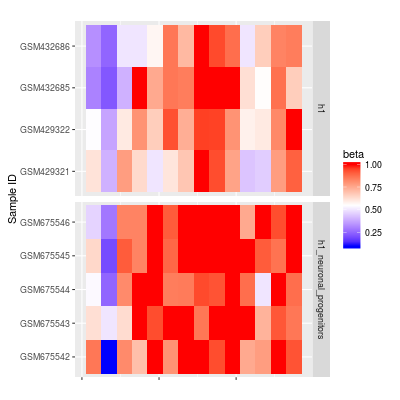 GSM432686
GSM432685
GSM429322
GSM429321
h1
Sample ID
GSM675546
GSM675545
GSM675544
GSM675543
GSM675542
h1_neuronal_progenitors
beta
1.00
0.75
0.50
0.25